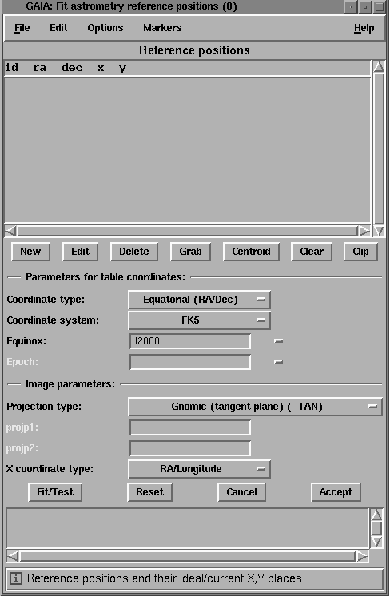 GAIA: Fit astrometry reference positions (0)
File Edit Options Markers Help
Reference positions
id ra dec x y
New Edit Delete Grab Centroid Clear Clip
Parameters for table coordinates:
Coordinate type: Equatorial (RA/Dec)
Coordinate system: FK5
Equinox: J2000
Epoch:
Image parameters:
Projection type: Gnomic (tangent plane) (-TAN)
projp1:
projp2:
X coordinate type: RA/Longitude
Fit/Test Reset Cancel Accept
Reference positions and their ideal/current X,Y places